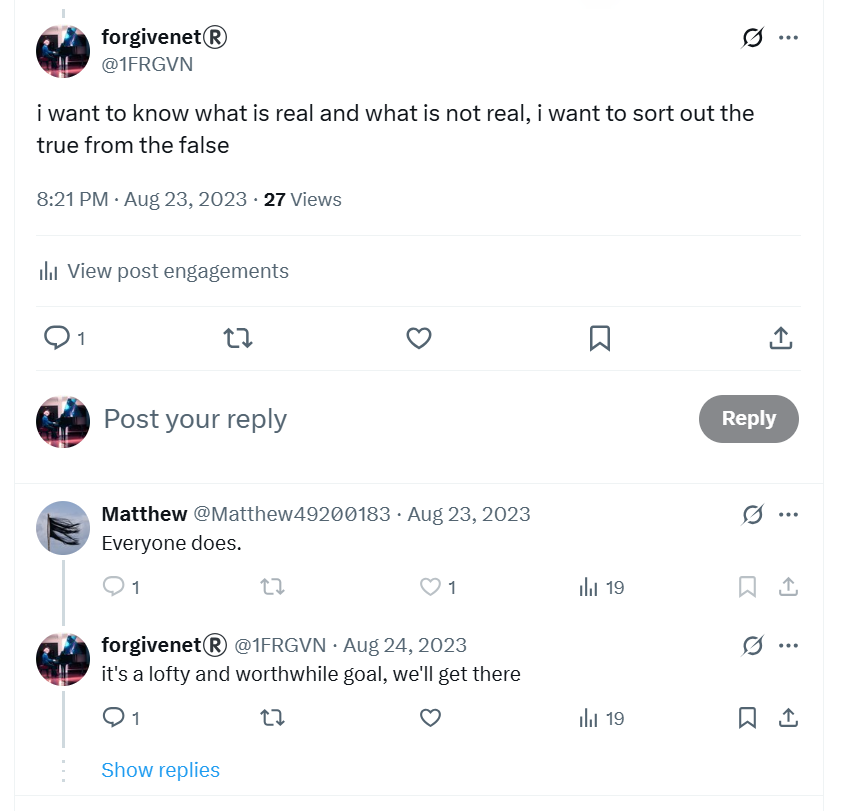 forgivenet®
@1FRGVN
i want to know what is real and what is not real, i want to sort out the
true from the false
8:21 PM · Aug 23, 2023 · 27 Views
View post engagements
1
Post your reply
Reply
Matthew @Matthew49200183 · Aug 23, 2023
Everyone does.
1 1 19
forgivenet® @1FRGVN · Aug 24, 2023
it's a lofty and worthwhile goal, we'll get there
1 19
Show replies